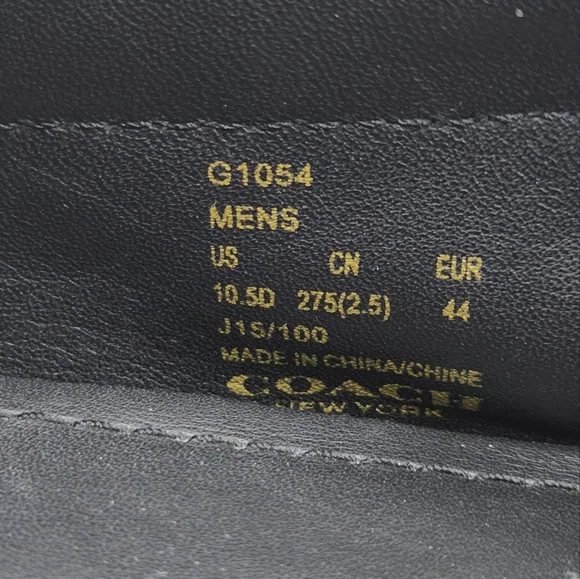 G1054
MENS
US CN EUR
10.5D 275(2.5) 44
J15/100
MADE IN CHINA/CHINE
COACH
NEW YORK